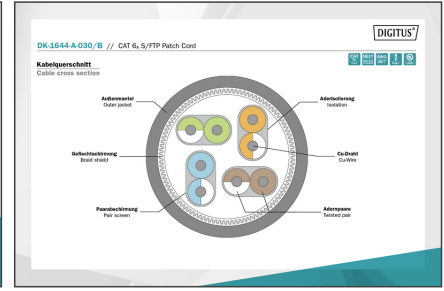 DIGITUS®
DK-1644-A-030/B // CAT 6A S/FTP Patch Cord
Kabelquerschnitt
Cable cross section
Außenmantel
Outer jacket
Aderisolierung
Isolation
Geflechtschirmung
Braid shield
Cu-Draht
Cu-Wire
Paarabschirmung
Pair screen
Aderpaare
Twisted pair